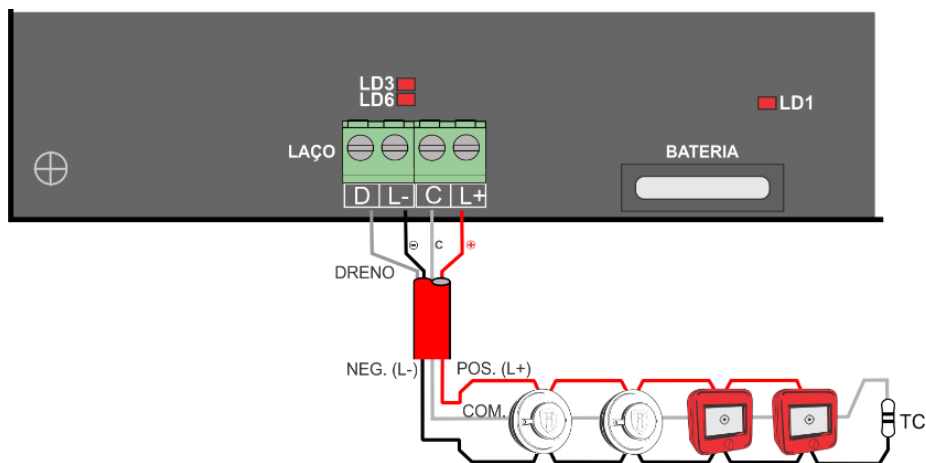 LD3
LD6
LD1
LAÇO
BATERIA
D L- C L+
⊖ C ⊕
DRENO
NEG. (L-) POS. (L+)
COM.
TC